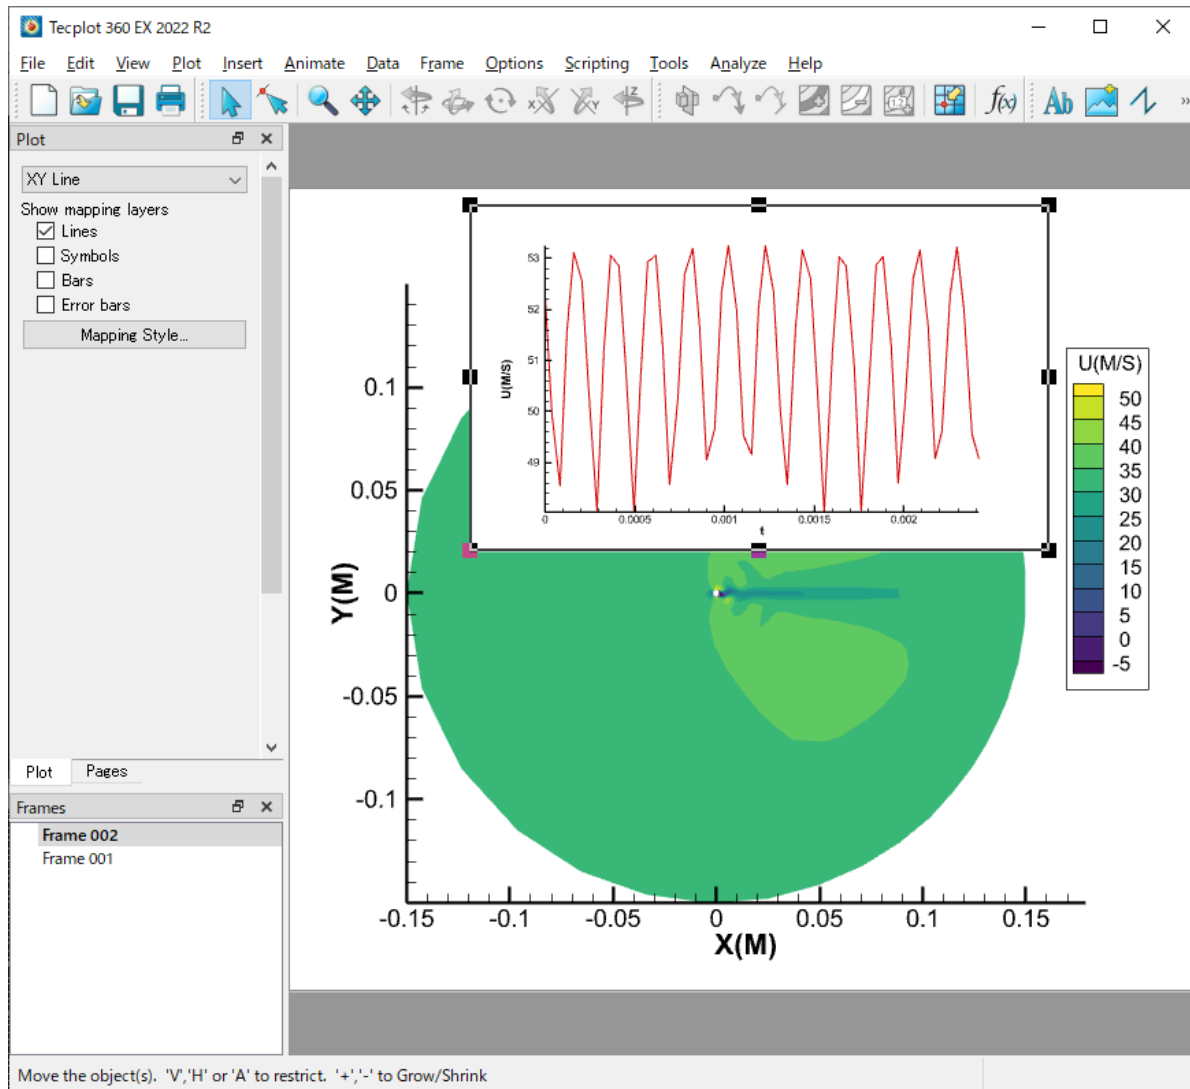 Tecplot 360 EX 2022 R2
File Edit View Plot Insert Animate Data Frame Options Scripting Tools Analyze Help
f(x) Ab »
Plot
XY Line
Show mapping layers
Lines
Symbols
Bars
Error bars
Mapping Style...
Plot Pages
Frames
Frame 002
Frame 001
53
52
51
50
49
U(M/S)
0 0.0005 0.001 0.0015 0.002
t
0.1
0.05
0
-0.05
-0.1
Y(M)
-0.15 -0.1 -0.05 0 0.05 0.1 0.15
X(M)
U(M/S)
50
45
40
35
30
25
20
15
10
5
0
-5
Move the object(s). 'V','H' or 'A' to restrict. '+','-' to Grow/Shrink